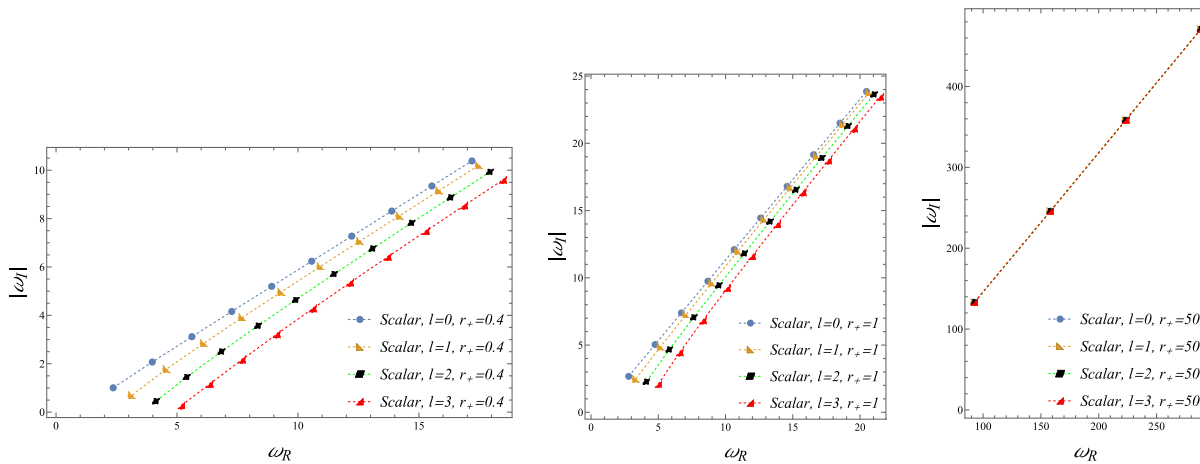 10
8
6
4
2
0
|ω_I|
0
5
10
15
ω_R
Scalar, l=0, r_+=0.4
Scalar, l=1, r_+=0.4
Scalar, l=2, r_+=0.4
Scalar, l=3, r_+=0.4
25
20
15
10
5
0
|ω_I|
0
5
10
15
20
ω_R
Scalar, l=0, r_+=1
Scalar, l=1, r_+=1
Scalar, l=2, r_+=1
Scalar, l=3, r_+=1
400
300
200
100
0
|ω_I|
100
150
200
250
ω_R
Scalar, l=0, r_+=50
Scalar, l=1, r_+=50
Scalar, l=2, r_+=50
Scalar, l=3, r_+=50